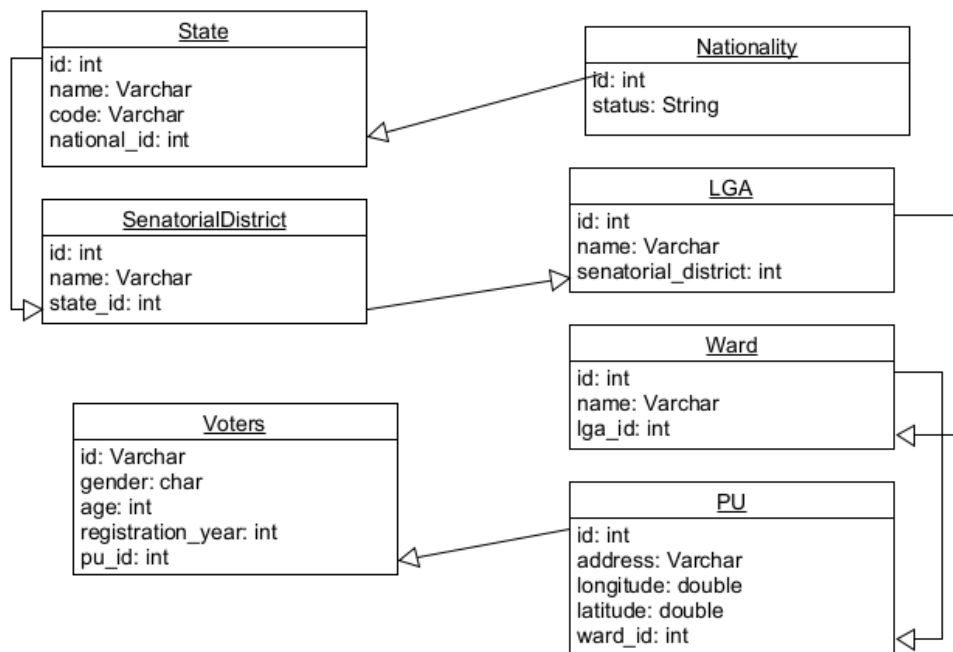 State
id: int
name: Varchar
code: Varchar
national_id: int
Nationality
id: int
status: String
SenatorialDistrict
id: int
name: Varchar
state_id: int
LGA
id: int
name: Varchar
senatorial_district: int
Ward
id: int
name: Varchar
lga_id: int
Voters
id: Varchar
gender: char
age: int
registration_year: int
pu_id: int
PU
id: int
address: Varchar
longitude: double
latitude: double
ward_id: int